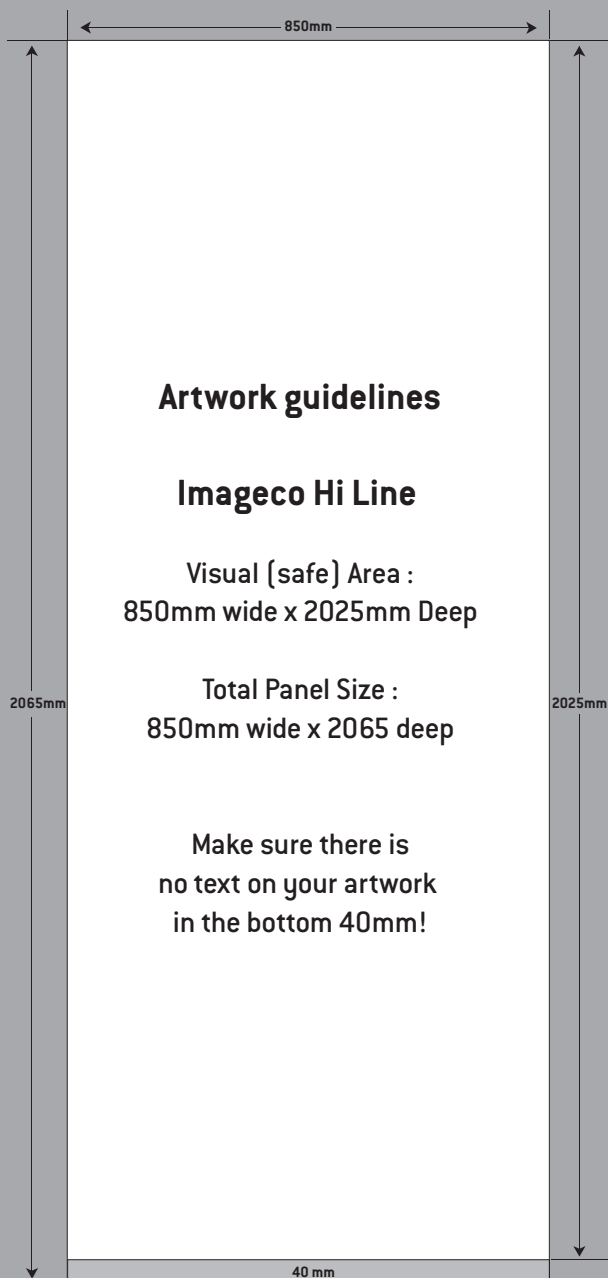 850mm
Artwork guidelines
Imageco Hi Line
Visual (safe) Area :
850mm wide x 2025mm Deep
Total Panel Size :
850mm wide x 2065 deep
2065mm
2025mm
Make sure there is
no text on your artwork
in the bottom 40mm!
40 mm